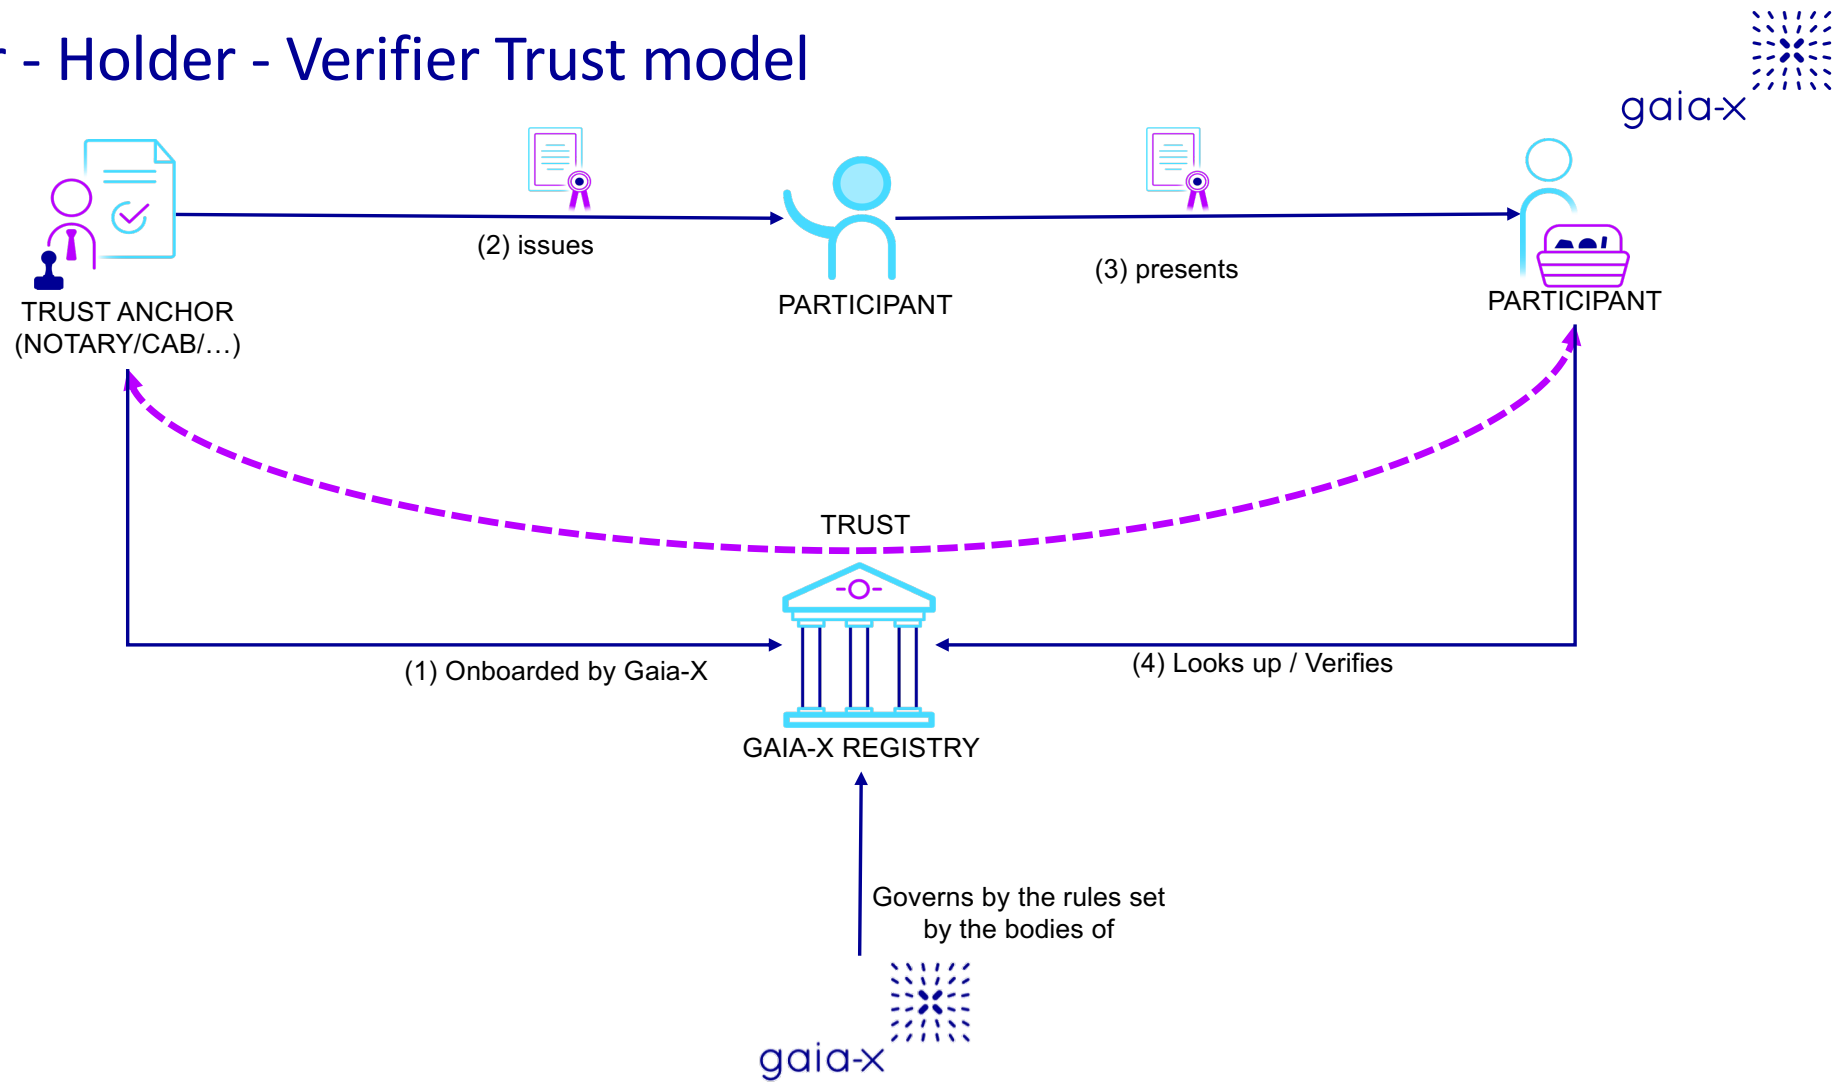 r - Holder - Verifier Trust model
gaia-x
(2) issues
(3) presents
TRUST ANCHOR
(NOTARY/CAB/…)
PARTICIPANT
PARTICIPANT
TRUST
(1) Onboarded by Gaia-X
(4) Looks up / Verifies
GAIA-X REGISTRY
Governs by the rules set
by the bodies of
gaia-x